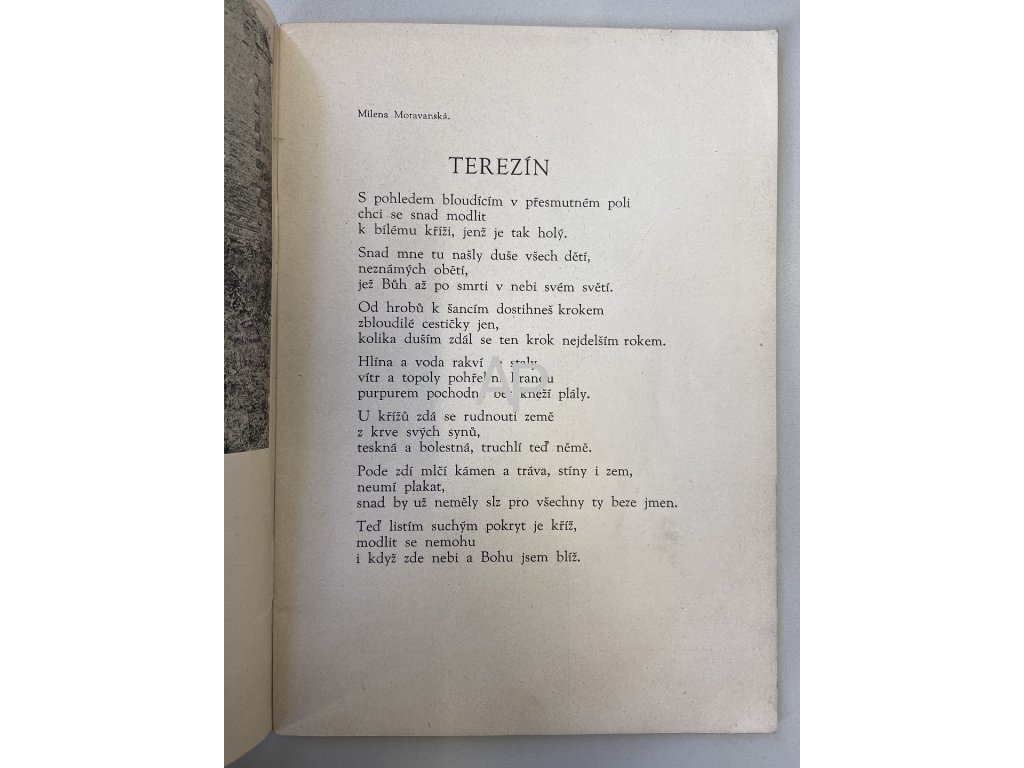 Milena Moravanská.
TEREZÍN
S pohledem bloudícím v přesmutném poli
chci se snad modlit
k bílému kříži, jenž je tak holý.
Snad mne tu našly duše všech dětí,
neznámých obětí,
jež Bůh až po smrti v nebi svém světí.
Od hrobů k šancím dostihneš krokem
zbloudilé cestičky jen,
kolika duším zdál se ten krok nejdelším rokem.
Hlína a voda rakví staly
vítr a topoly
purpurem pochodní kněží plály.
U křížů zdá se rudnouti země
z krve svých synů,
teskná a bolestná, truchlí teď němě.
Pode zdí mlčí kámen a tráva, stíny i zem,
neumí plakat,
snad by už neměly slz pro všechny ty beze jmen.
Teď listím suchým pokryt je kříž,
modlit se nemohu
i když zde nebi a Bohu jsem blíž.
AP